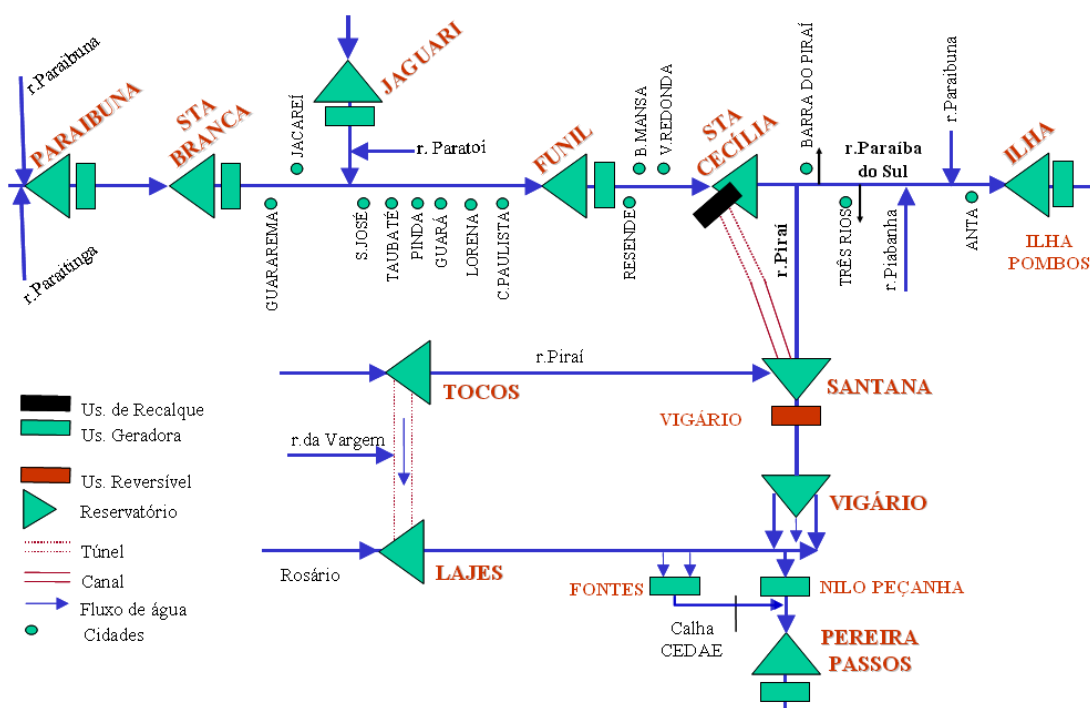 r.Paraibuna
PARAIBUNA
r.Paraitinga
STA
BRANCA
GUARAREMA
JACAREÍ
JAGUARI
r. Paratoi
S.JOSÉ
TAUBATÉ
PINDA
GUARÁ
LORENA
C.PAULISTA
FUNIL
RESENDE
B.MANSA
V.REDONDA
STA
CECÍLIA
BARRA DO PIRAÍ
r.Paraíba
do Sul
r.Piraí
TRÊS RIOS
r.Piabanha
r.Paraibuna
ANTA
ILHA
ILHA
POMBOS
r.Piraí
TOCOS
SANTANA
VIGÁRIO
r.da Vargem
VIGÁRIO
Rosário
LAJES
FONTES
NILO PEÇANHA
Calha
CEDAE
PEREIRA
PASSOS
Us. de Recalque
Us. Geradora
Us. Reversível
Reservatório
Túnel
Canal
Fluxo de água
Cidades